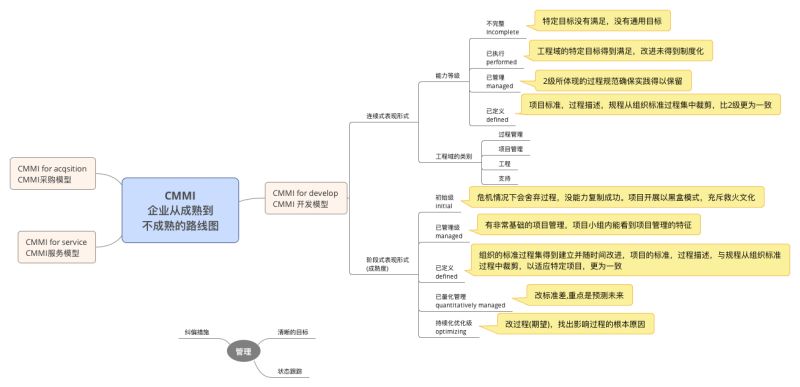 CMMI
企业从成熟到
不成熟的路线图
CMMI for acqsition
CMMI采购模型
CMMI for service
CMMI服务模型
CMMI for develop
CMMI 开发模型
连续式表现形式
能力等级
不完整
incomplete
特定目标没有满足，没有通用目标
已执行
performed
工程域的特定目标得到满足，改进未得到制度化
已管理
managed
2级所体现的过程规范确保实践得以保留
已定义
defined
项目标准，过程描述，规程从组织标准过程集中裁剪，比2级更为一致
工程域的类别
过程管理
项目管理
工程
支持
阶段式表现形式
(成熟度)
初始级
initial
危机情况下会舍弃过程，没能力复制成功。项目开展以黑盒模式，充斥救火文化
已管理级
managed
有非常基础的项目管理，项目小组内能看到项目管理的特征
已定义
defined
组织的标准过程集得到建立并随时间改进，项目的标准，过程描述，与规程从组织标准
过程中裁剪，以适应特定项目，更为一致
已量化管理
quantitatively managed
改标准差,重点是预测未来
持续化优化级
optimizing
改过程(期望)，找出影响过程的根本原因
管理
纠偏措施
清晰的目标
状态跟踪